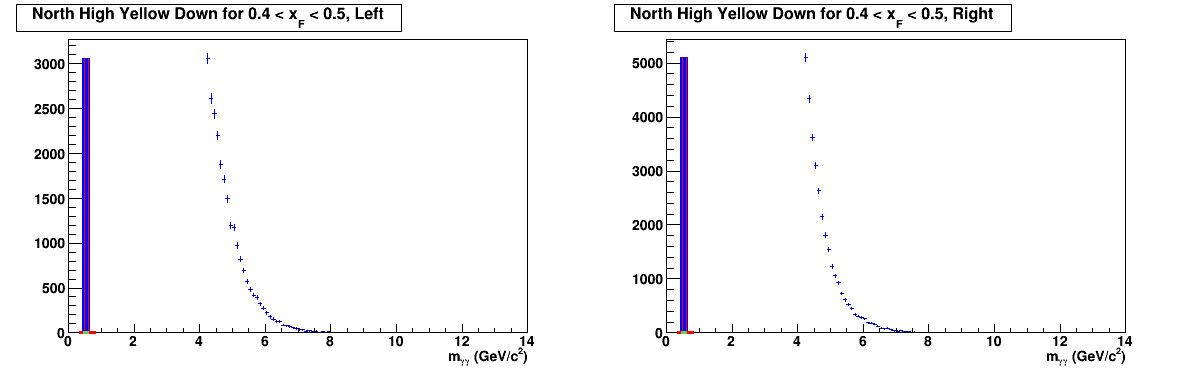 North High Yellow Down for 0.4 < x_F < 0.5, Left
3000
2500
2000
1500
1000
500
0
0 2 4 6 8 10 12 14
m_γγ (GeV/c²)
North High Yellow Down for 0.4 < x_F < 0.5, Right
5000
4000
3000
2000
1000
0
0 2 4 6 8 10 12 14
m_γγ (GeV/c²)